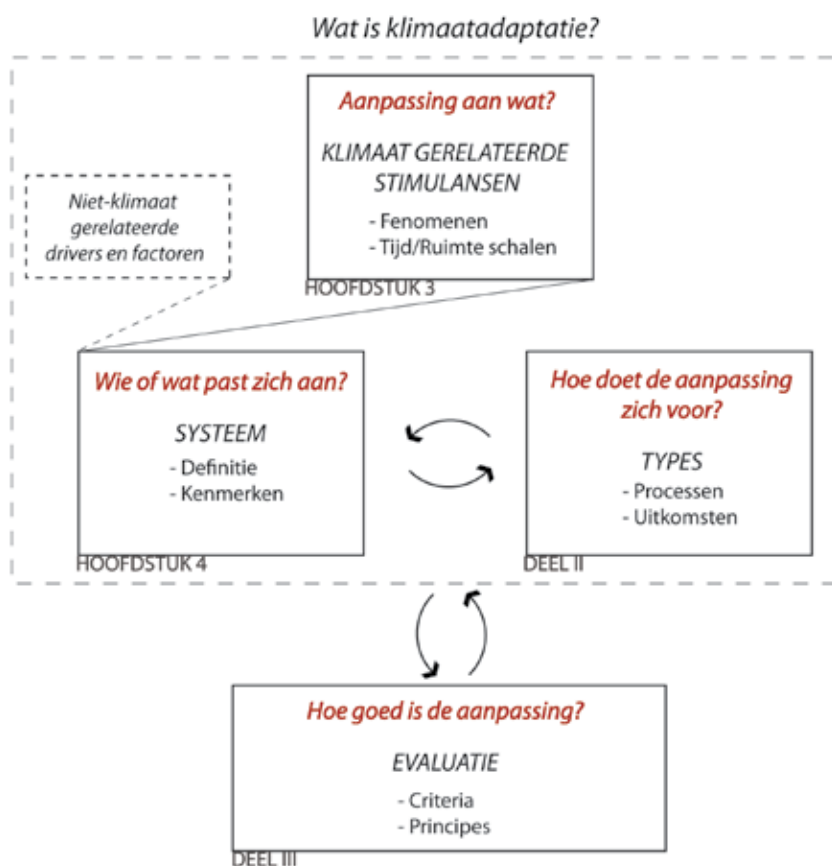 Wat is klimaatadaptatie?
Aanpassing aan wat?
KLIMAAT GERELATEERDE
STIMULANSEN
- Fenomenen
- Tijd/Ruimte schalen
HOOFDSTUK 3
Niet-klimaat
gerelateerde
drivers en factoren
Wie of wat past zich aan?
SYSTEEM
- Definitie
- Kenmerken
HOOFDSTUK 4
Hoe doet de aanpassing
zich voor?
TYPES
- Processen
- Uitkomsten
DEEL II
Hoe goed is de aanpassing?
EVALUATIE
- Criteria
- Principes
DEEL III